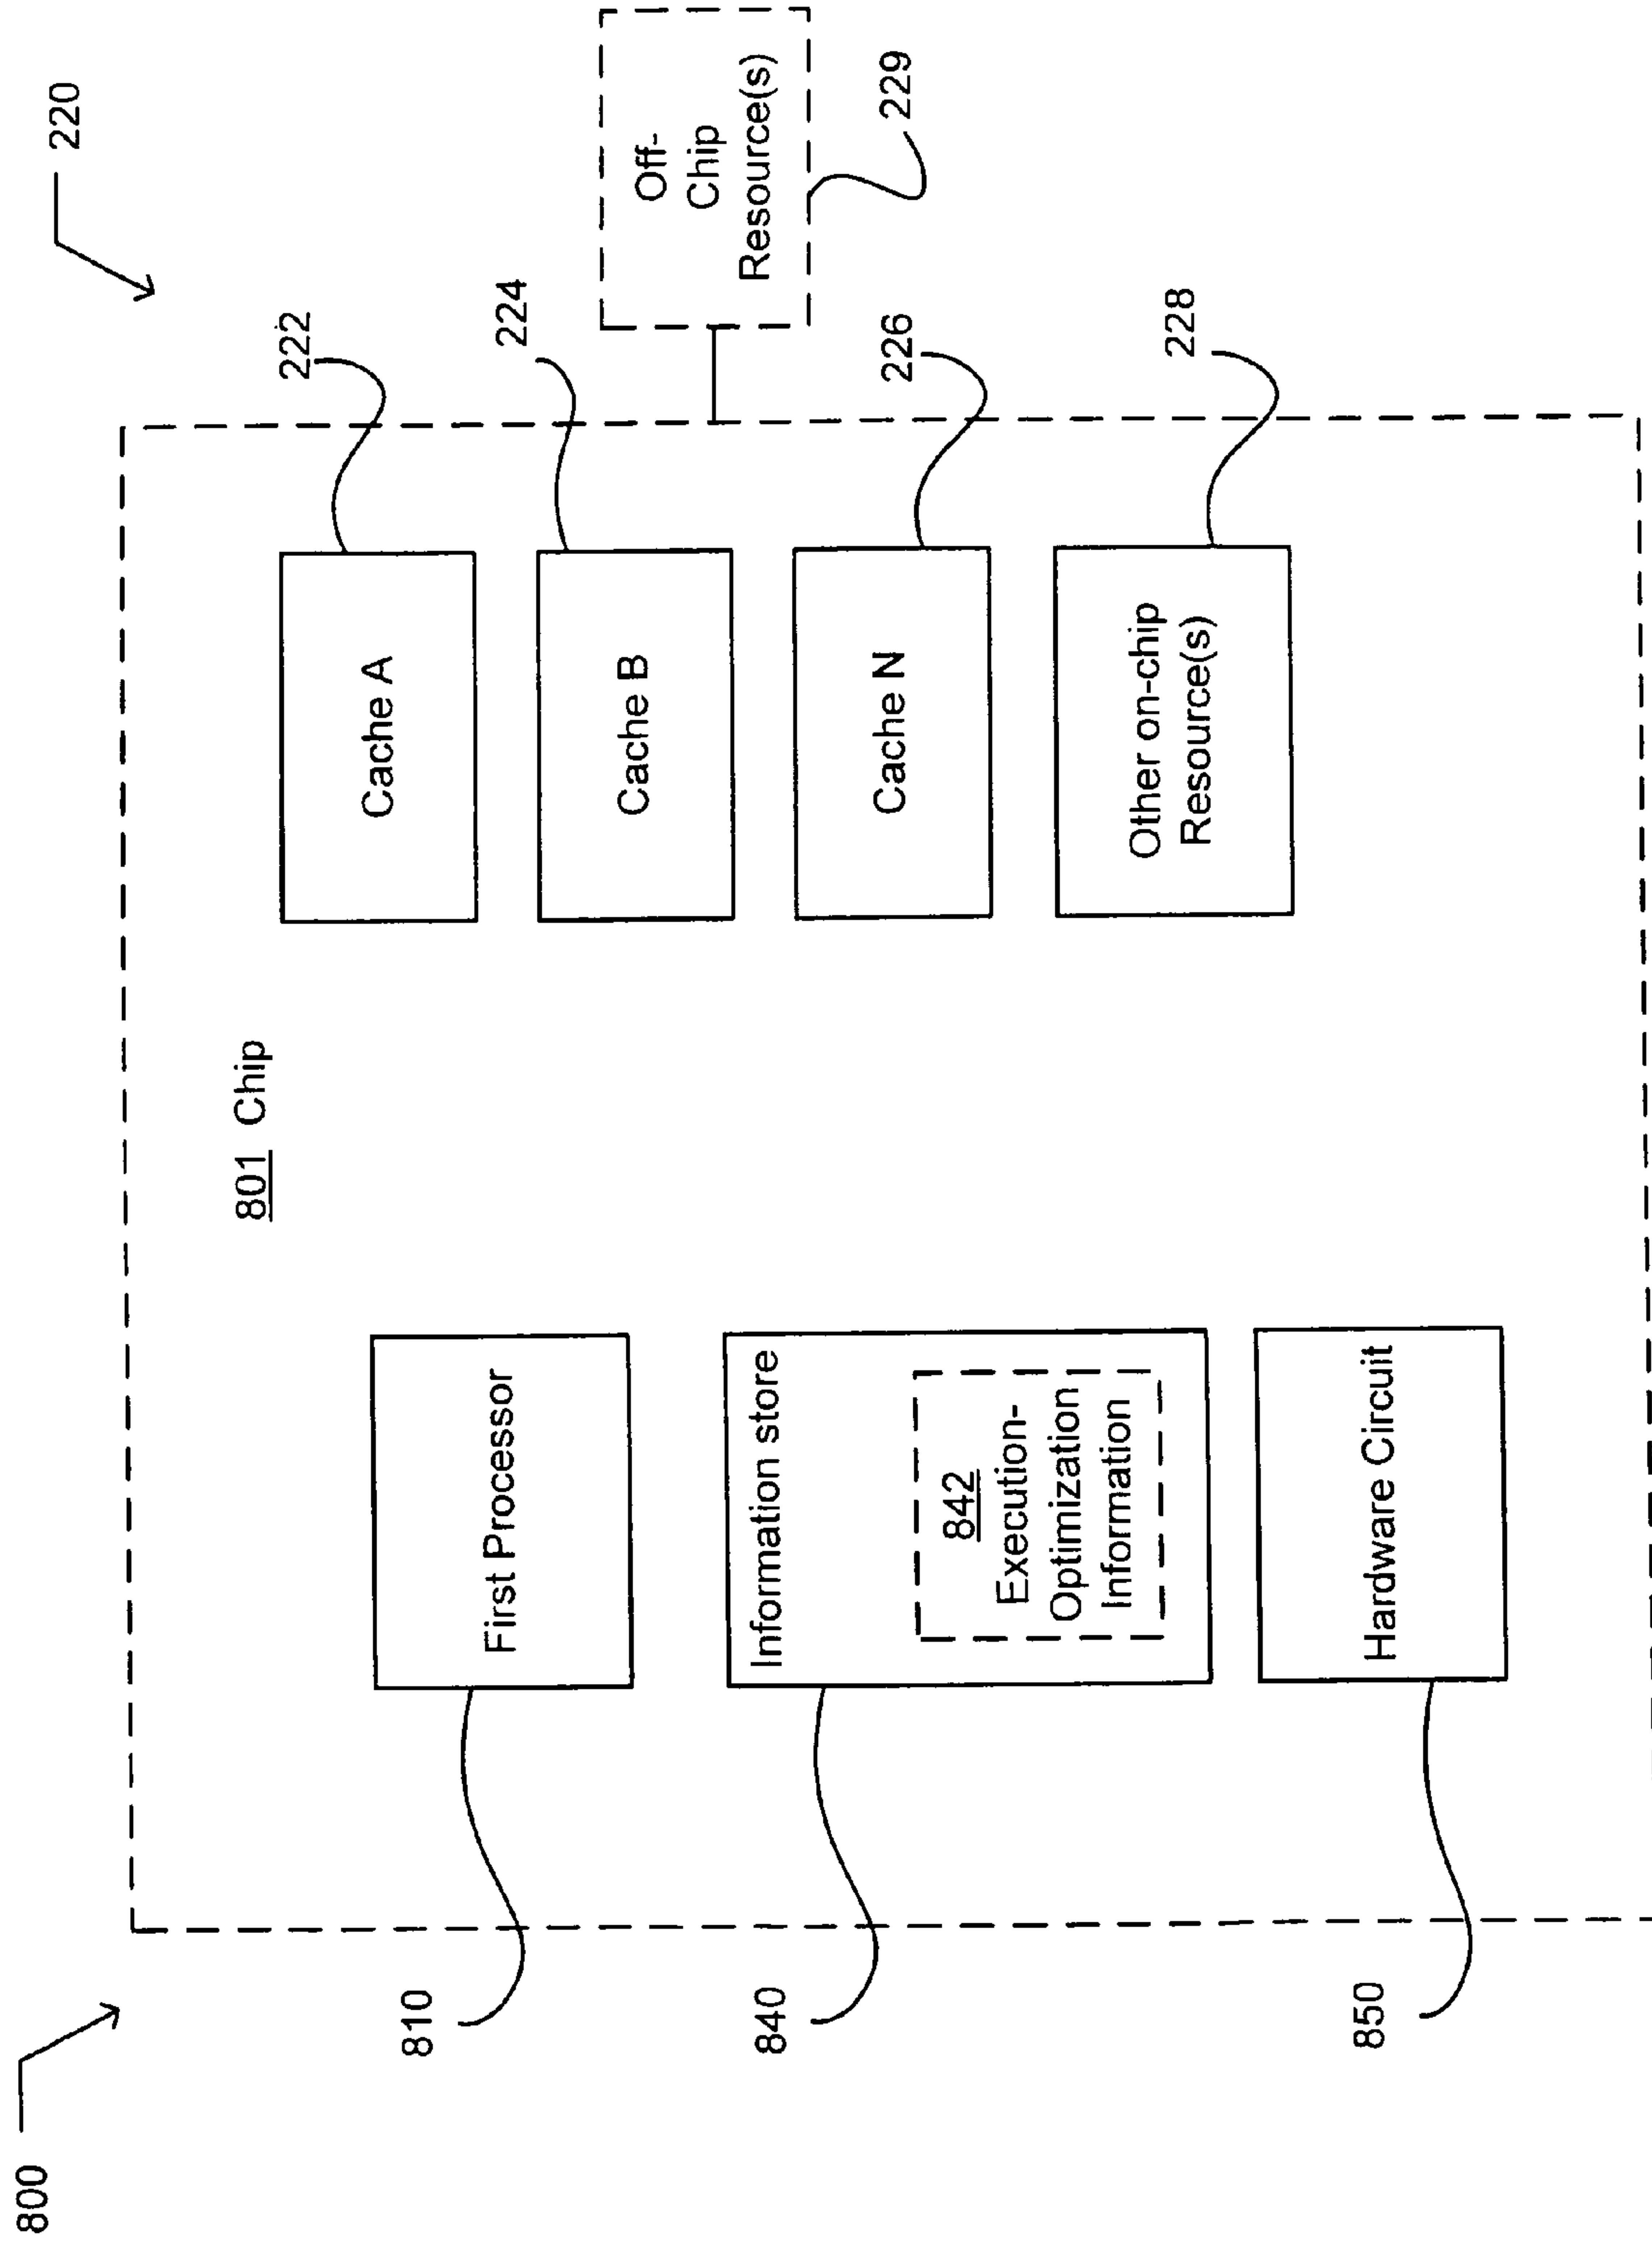 800
220
801 Chip
810
First Processor
840
Information store
842
Execution-
Optimization
Information
850
Hardware Circuit
222
Cache A
224
Cache B
226
Cache N
228
Other on-chip
Resource(s)
Off-
Chip
Resource(s)
229